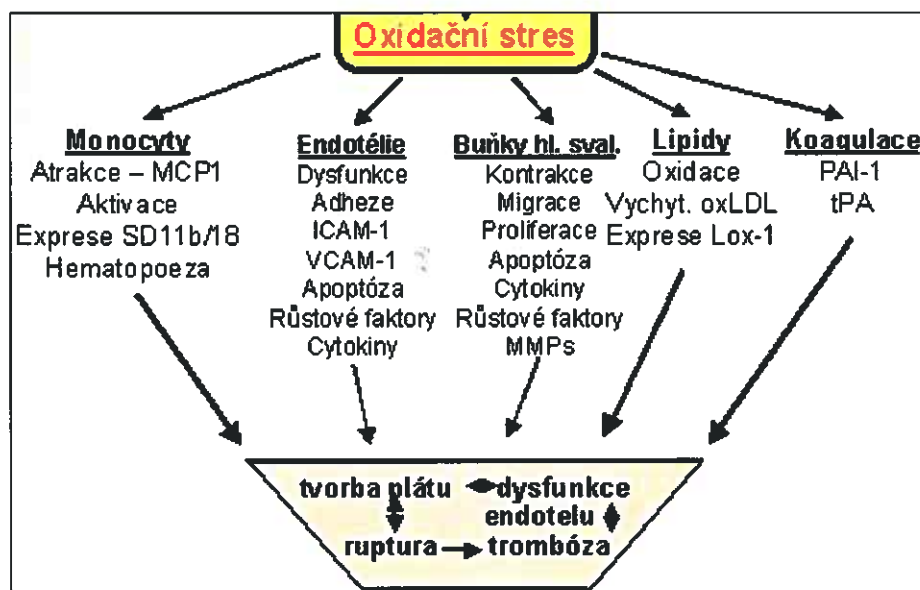 Oxidační stres
Monocyty
Atrakce – MCP1
Aktivace
Exprese SD11b/18
Hematopoeza
Endotélie
Dysfunkce
Adheze
ICAM-1
VCAM-1
Apoptóza
Růstové faktory
Cytokiny
Buňky hl. sval.
Kontrakce
Migrace
Proliferace
Apoptóza
Cytokiny
Růstové faktory
MMPs
Lipidy
Oxidace
Vychyt. oxLDL
Exprese Lox-1
Koagulace
PAI-1
tPA
tvorba plátu
dysfunkce
endotelu
ruptura
trombóza